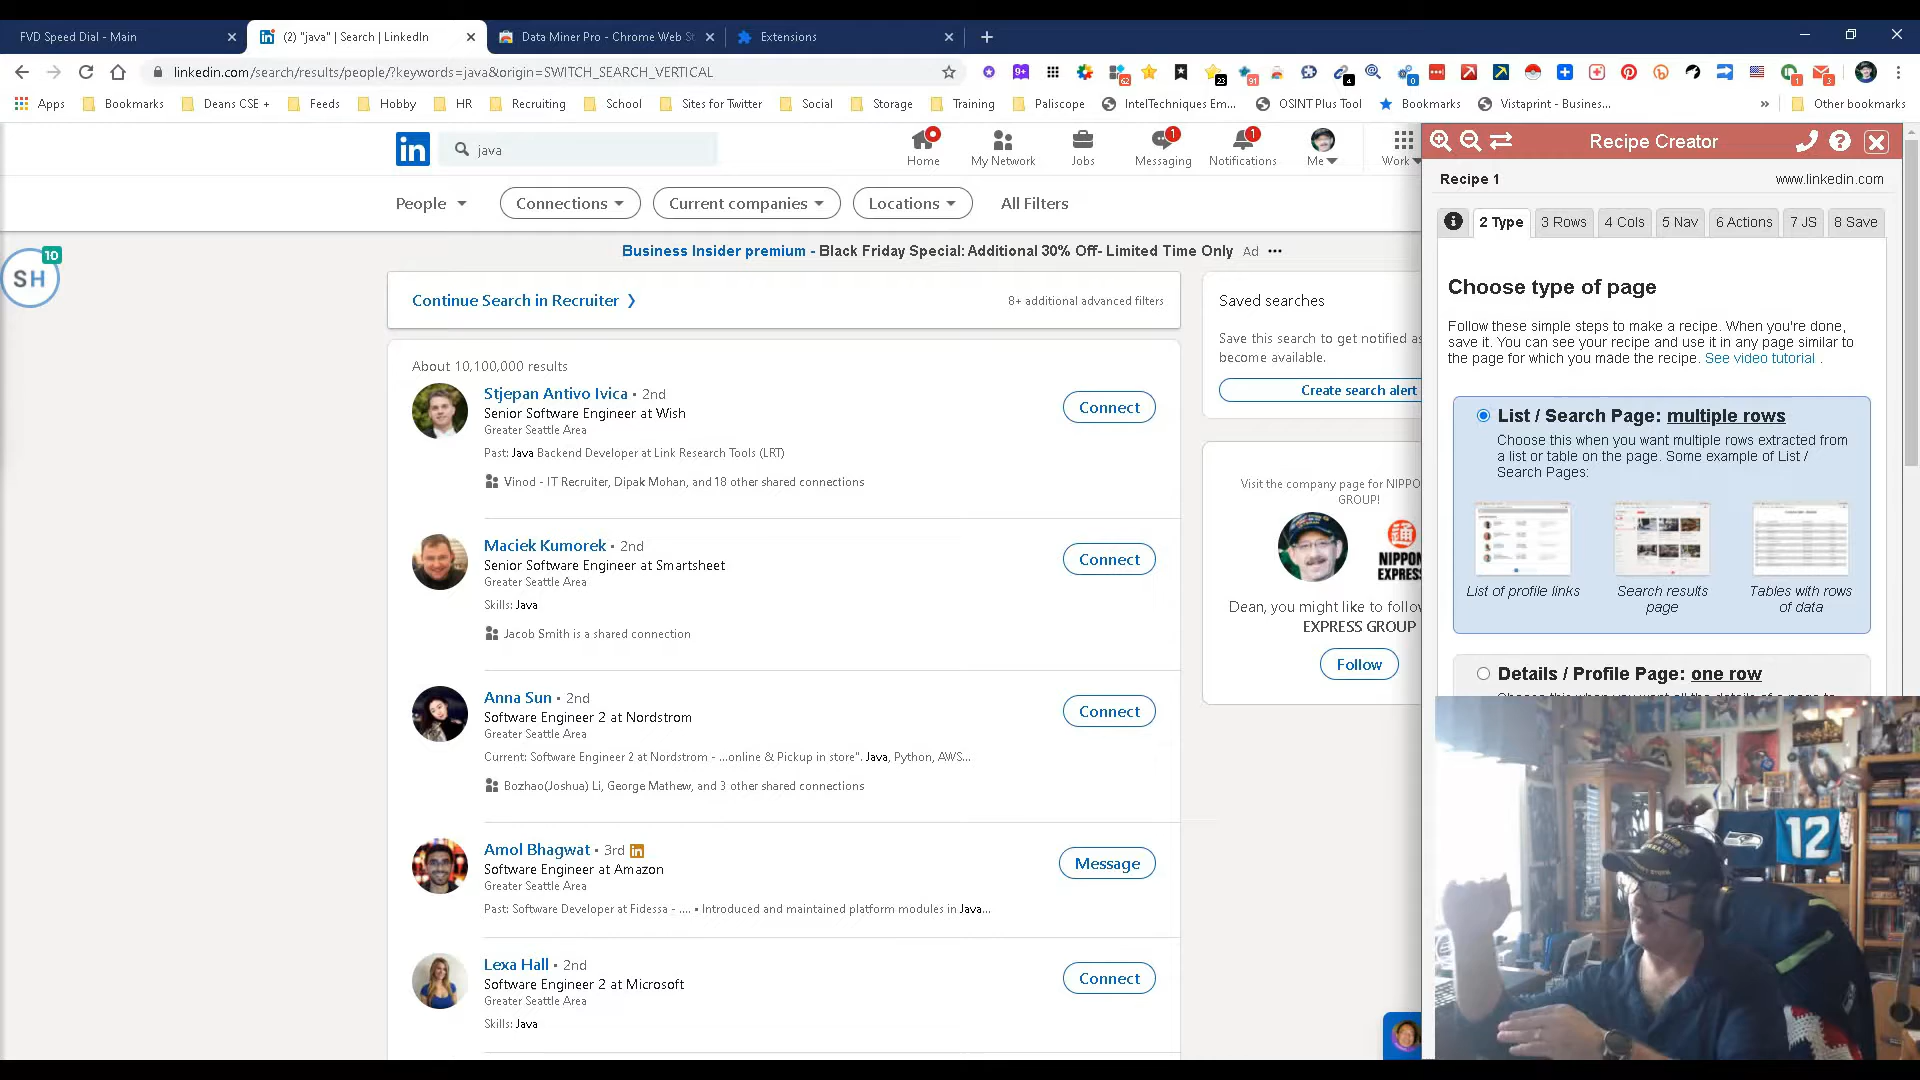 FVD Speed Dial - Main
(2) "java" | Search | LinkedIn
Data Miner Pro - Chrome Web St
Extensions
linkedin.com/search/results/people/?keywords=java&origin=SWITCH_SEARCH_VERTICAL
Apps
Bookmarks
Deans CSE +
Feeds
Hobby
HR
Recruiting
School
Sites for Twitter
Social
Storage
Training
Paliscope
IntelTechniques Em...
OSINT Plus Tool
Bookmarks
Vistaprint - Busines...
»
Other bookmarks
in
java
Home
My Network
Jobs
1
Messaging
1
Notifications
Me
Work
People
Connections
Current companies
Locations
All Filters
Business Insider premium - Black Friday Special: Additional 30% Off- Limited Time Only Ad
SH
10
Continue Search in Recruiter ❯
8+ additional advanced filters
About 10,100,000 results
Stjepan Antivo Ivica • 2nd
Senior Software Engineer at Wish
Greater Seattle Area
Past: Java Backend Developer at Link Research Tools (LRT)
Vinod - IT Recruiter, Dipak Mohan, and 18 other shared connections
Connect
Maciek Kumorek • 2nd
Senior Software Engineer at Smartsheet
Greater Seattle Area
Skills: Java
Jacob Smith is a shared connection
Connect
Anna Sun • 2nd
Software Engineer 2 at Nordstrom
Greater Seattle Area
Current: Software Engineer 2 at Nordstrom - ...online & Pickup in store". Java, Python, AWS...
Bozhao(Joshua) Li, George Mathew, and 3 other shared connections
Connect
Amol Bhagwat • 3rd in
Software Engineer at Amazon
Greater Seattle Area
Past: Software Developer at Fidessa - .... • Introduced and maintained platform modules in Java...
Message
Lexa Hall • 2nd
Software Engineer 2 at Microsoft
Greater Seattle Area
Skills: Java
Connect
Saved searches
Save this search to get notified as
become available.
Create search alert
Visit the company page for NIPPO
GROUP!
NIPPON
EXPRESS
Dean, you might like to follow
EXPRESS GROUP
Follow
Recipe Creator
Recipe 1
www.linkedin.com
2 Type
3 Rows
4 Cols
5 Nav
6 Actions
7 JS
8 Save
Choose type of page
Follow these simple steps to make a recipe. When you're done,
save it. You can see your recipe and use it in any page similar to
the page for which you made the recipe. See video tutorial .
List / Search Page: multiple rows
Choose this when you want multiple rows extracted from
a list or table on the page. Some example of List /
Search Pages:
List of profile links
Search results
page
Tables with rows
of data
Details / Profile Page: one row
12